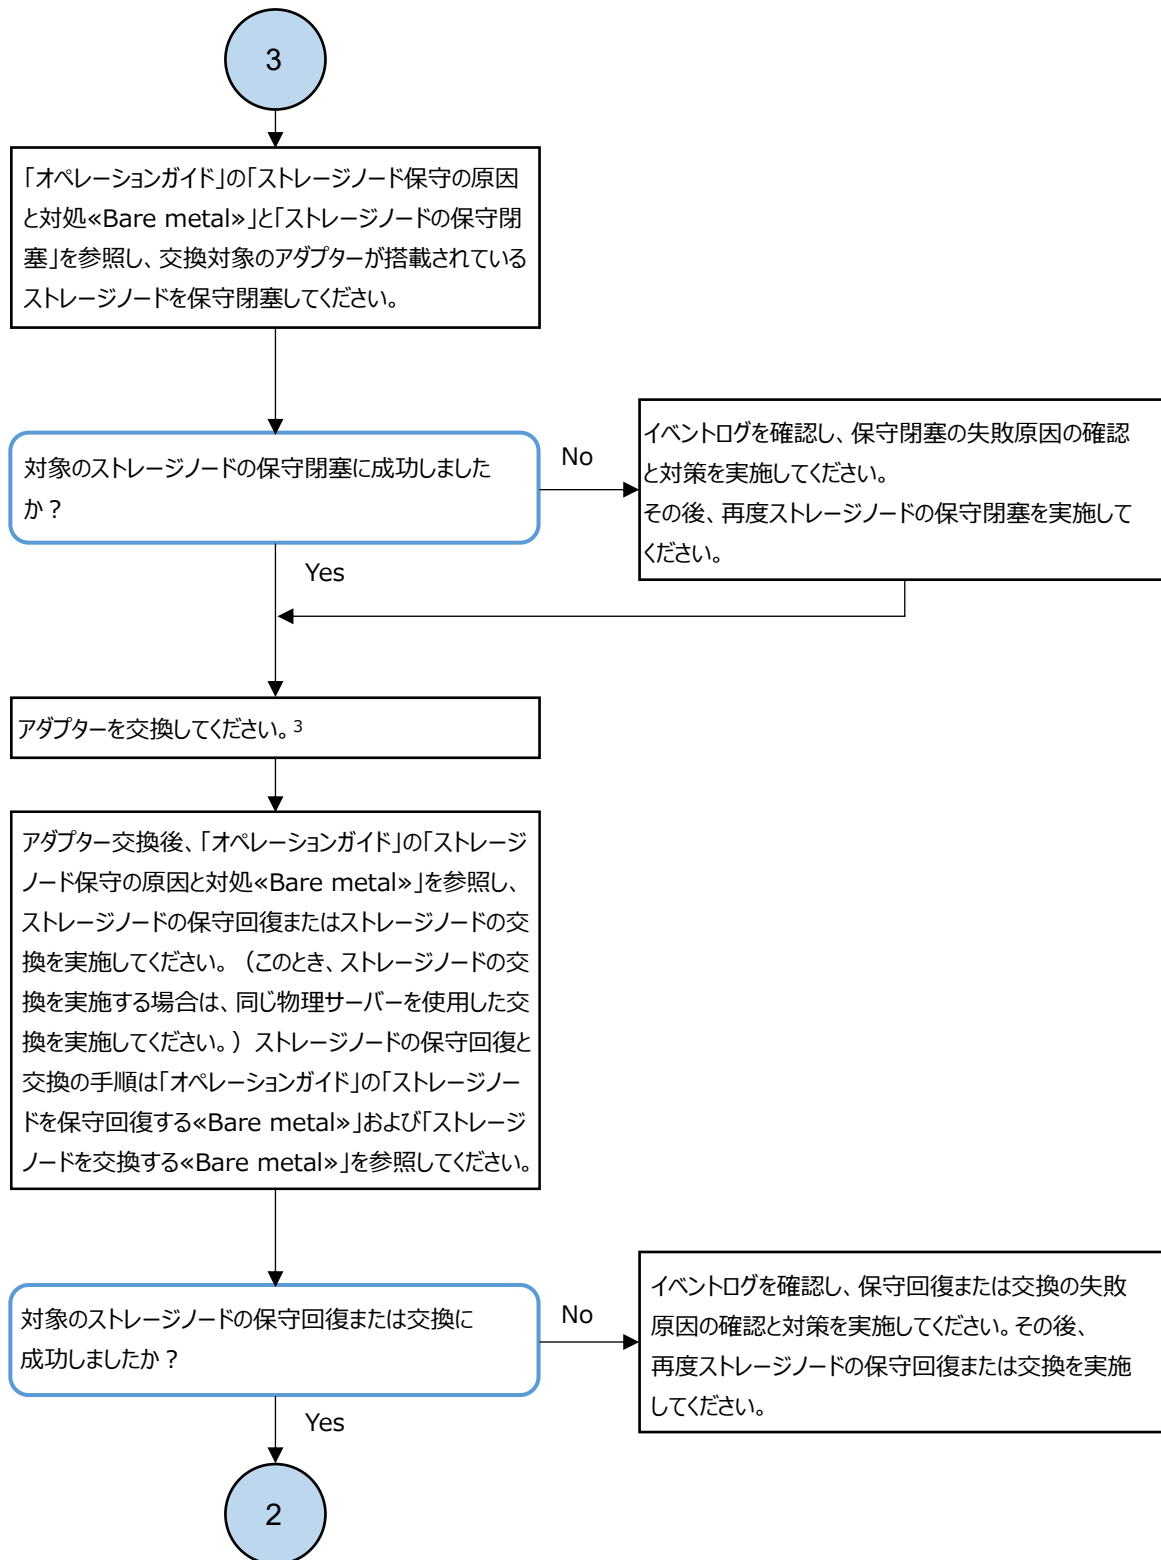 3
「オペレーションガイド」の「ストレージノード保守の原因
と対処«Bare metal»」と「ストレージノードの保守閉
塞」を参照し、交換対象のアダプターが搭載されている
ストレージノードを保守閉塞してください。
対象のストレージノードの保守閉塞に成功しました
か？
No
イベントログを確認し、保守閉塞の失敗原因の確認
と対策を実施してください。
その後、再度ストレージノードの保守閉塞を実施して
ください。
Yes
アダプターを交換してください。3
アダプター交換後、「オペレーションガイド」の「ストレージ
ノード保守の原因と対処«Bare metal»」を参照し、
ストレージノードの保守回復またはストレージノードの交
換を実施してください。（このとき、ストレージノードの交
換を実施する場合は、同じ物理サーバーを使用した交
換を実施してください。）ストレージノードの保守回復と
交換の手順は「オペレーションガイド」の「ストレージノー
ドを保守回復する«Bare metal»」および「ストレージ
ノードを交換する«Bare metal»」を参照してください。
対象のストレージノードの保守回復または交換に
成功しましたか？
No
イベントログを確認し、保守回復または交換の失敗
原因の確認と対策を実施してください。その後、
再度ストレージノードの保守回復または交換を実施
してください。
Yes
2